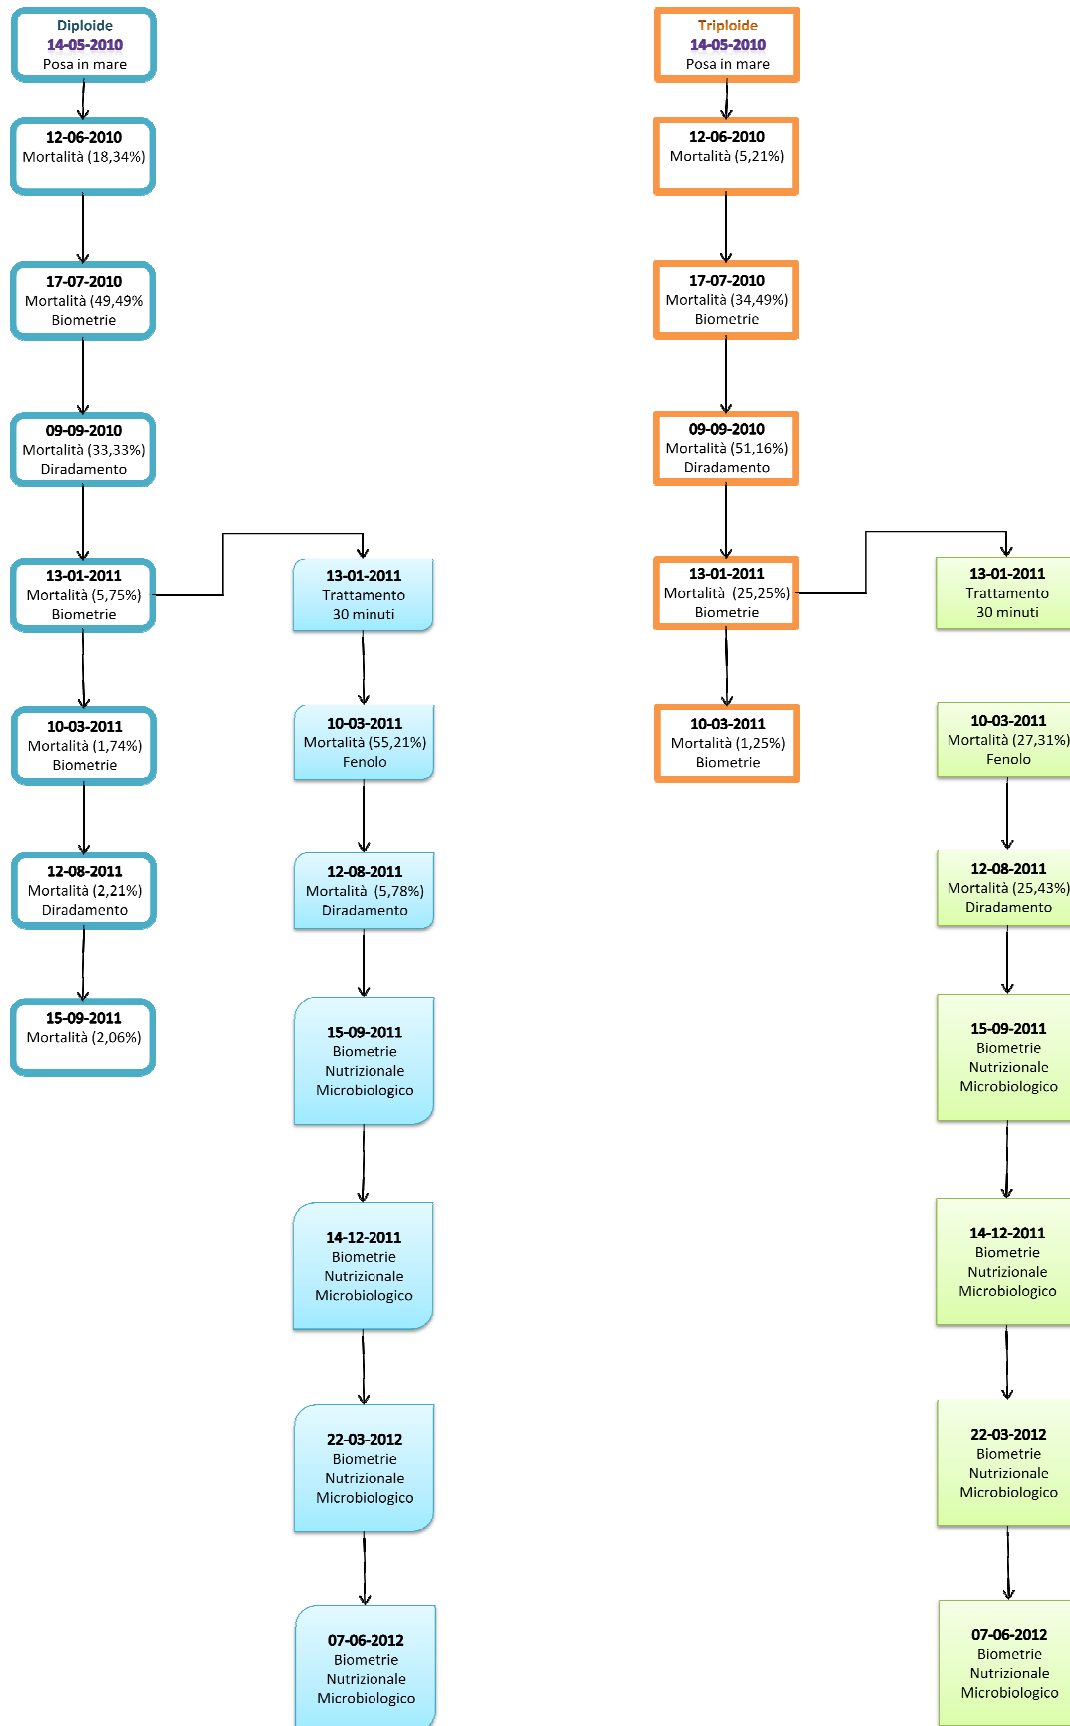 Diploide
14-05-2010
Posa in mare
12-06-2010
Mortalità (18,34%)
17-07-2010
Mortalità (49,49%
Biometrie
09-09-2010
Mortalità (33,33%)
Diradamento
13-01-2011
Mortalità (5,75%)
Biometrie
10-03-2011
Mortalità (1,74%)
Biometrie
12-08-2011
Mortalità (2,21%)
Diradamento
15-09-2011
Mortalità (2,06%)
13-01-2011
Trattamento
30 minuti
10-03-2011
Mortalità (55,21%)
Fenolo
12-08-2011
Mortalità (5,78%)
Diradamento
15-09-2011
Biometrie
Nutrizionale
Microbiologico
14-12-2011
Biometrie
Nutrizionale
Microbiologico
22-03-2012
Biometrie
Nutrizionale
Microbiologico
07-06-2012
Biometrie
Nutrizionale
Microbiologico
Triploide
14-05-2010
Posa in mare
12-06-2010
Mortalità (5,21%)
17-07-2010
Mortalità (34,49%)
Biometrie
09-09-2010
Mortalità (51,16%)
Diradamento
13-01-2011
Mortalità (25,25%)
Biometrie
10-03-2011
Mortalità (1,25%)
Biometrie
13-01-2011
Trattamento
30 minuti
10-03-2011
Mortalità (27,31%)
Fenolo
12-08-2011
Mortalità (25,43%)
Diradamento
15-09-2011
Biometrie
Nutrizionale
Microbiologico
14-12-2011
Biometrie
Nutrizionale
Microbiologico
22-03-2012
Biometrie
Nutrizionale
Microbiologico
07-06-2012
Biometrie
Nutrizionale
Microbiologico